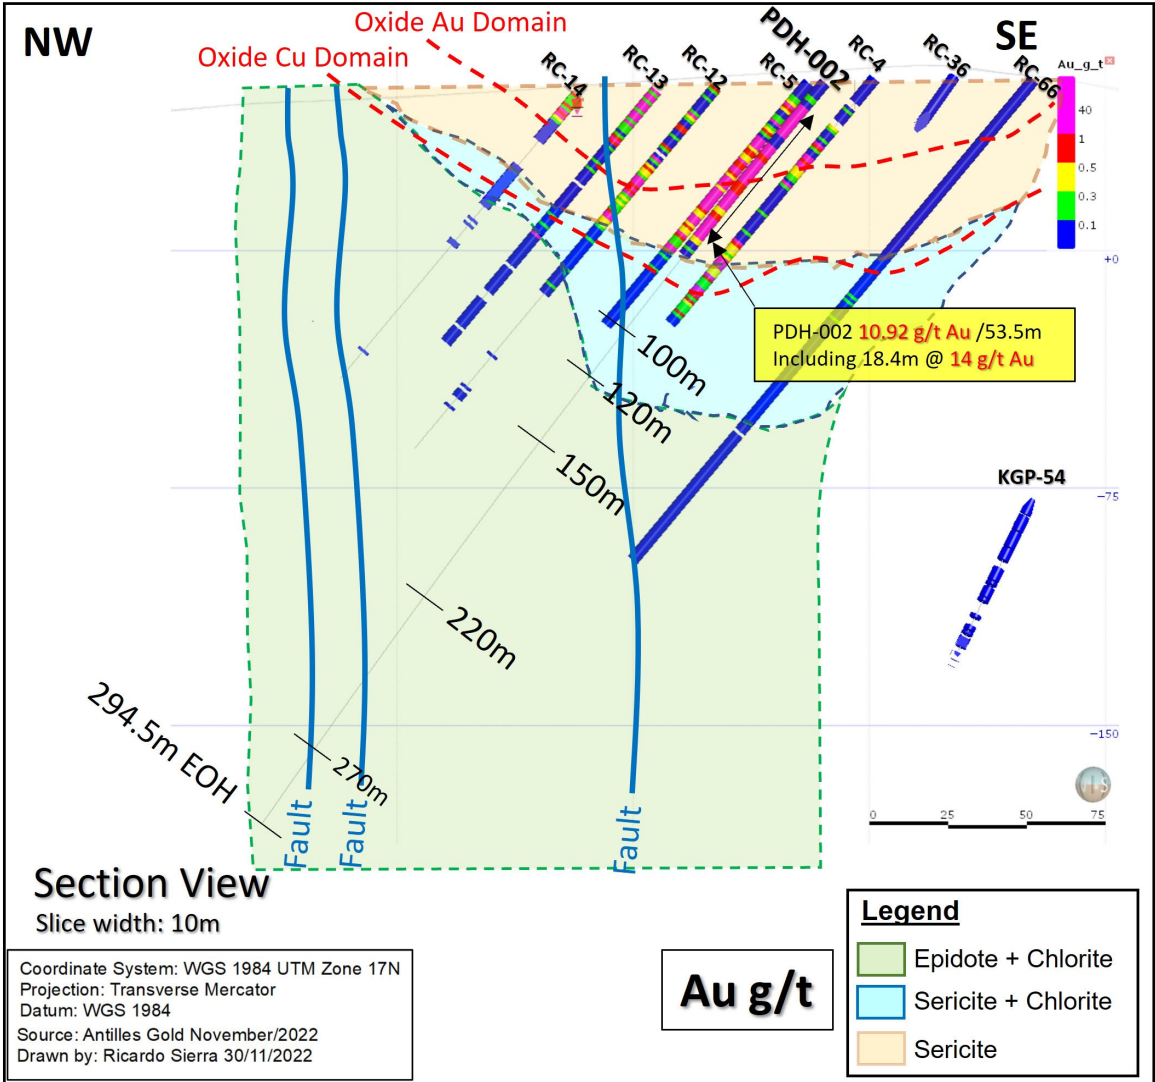 NW
SE
Oxide Au Domain
Oxide Cu Domain
RC-14
RC-13
RC-12
RC-5
PDH-002
RC-4
RC-36
RC-66
Au_g_t
40
1
0.5
0.3
0.1
+0
PDH-002 10.92 g/t Au /53.5m
Including 18.4m @ 14 g/t Au
100m
120m
150m
220m
270m
294.5m EOH
KGP-54
−75
−150
0 25 50 75
Fault
Fault
Fault
Section View
Slice width: 10m
Coordinate System: WGS 1984 UTM Zone 17N
Projection: Transverse Mercator
Datum: WGS 1984
Source: Antilles Gold November/2022
Drawn by: Ricardo Sierra 30/11/2022
Au g/t
Legend
Epidote + Chlorite
Sericite + Chlorite
Sericite